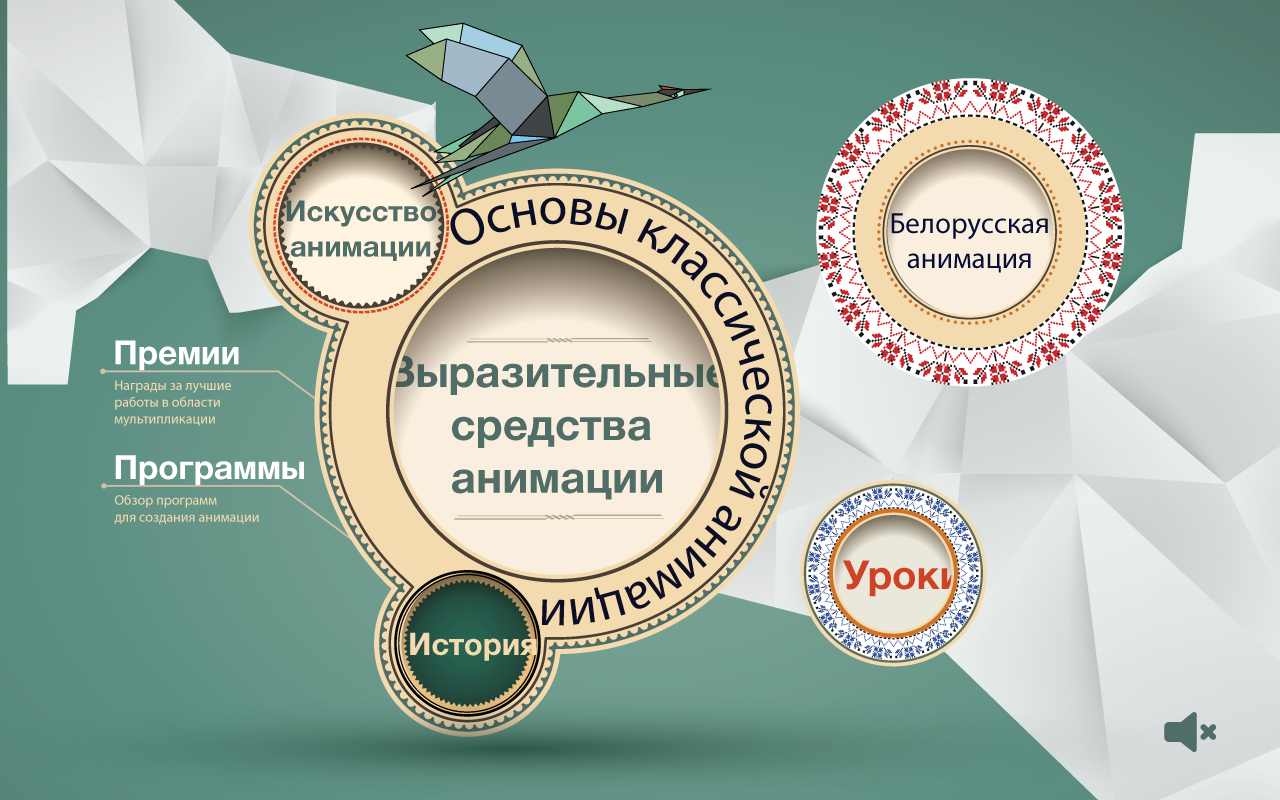 Искусство
анимации
Основы классической анимации
Выразительные
средства
анимации
Белорусская
анимация
Премии
Награды за лучшие
работы в области
мультипликации
Программы
Обзор программ
для создания анимации
Уроки
История